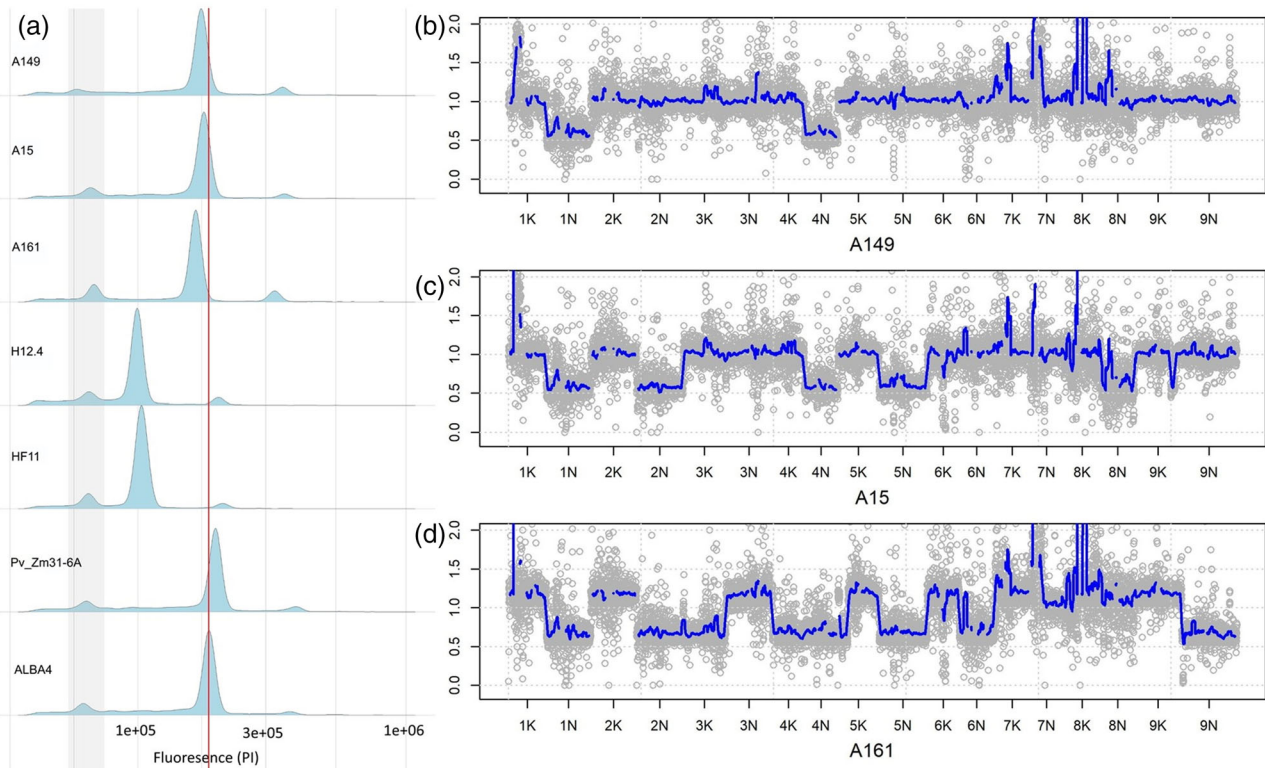 (a)
A149
A15
A161
H12.4
HF11
Pv_Zm31-6A
ALBA4
1e+05 3e+05 1e+06
Fluoresence (PI)
(b)
2.0
1.5
1.0
0.5
0.0
1K 1N 2K 2N 3K 3N 4K 4N 5K 5N 6K 6N 7K 7N 8K 8N 9K 9N
A149
(c)
2.0
1.5
1.0
0.5
0.0
1K 1N 2K 2N 3K 3N 4K 4N 5K 5N 6K 6N 7K 7N 8K 8N 9K 9N
A15
(d)
2.0
1.5
1.0
0.5
0.0
1K 1N 2K 2N 3K 3N 4K 4N 5K 5N 6K 6N 7K 7N 8K 8N 9K 9N
A161